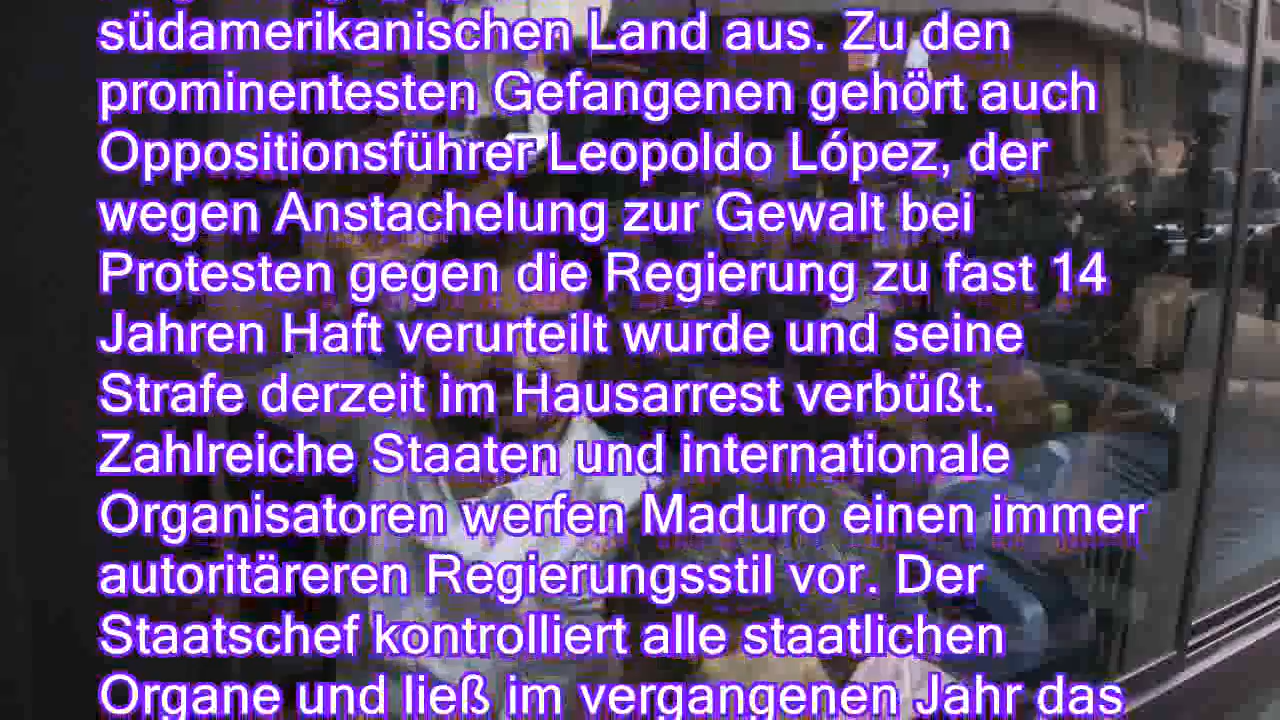 südamerikanischen Land aus. Zu den
prominentesten Gefangenen gehört auch
Oppositionsführer Leopoldo López, der
wegen Anstachelung zur Gewalt bei
Protesten gegen die Regierung zu fast 14
Jahren Haft verurteilt wurde und seine
Strafe derzeit im Hausarrest verbüßt.
Zahlreiche Staaten und internationale
Organisatoren werfen Maduro einen immer
autoritäreren Regierungsstil vor. Der
Staatschef kontrolliert alle staatlichen
Organe und ließ im vergangenen Jahr das